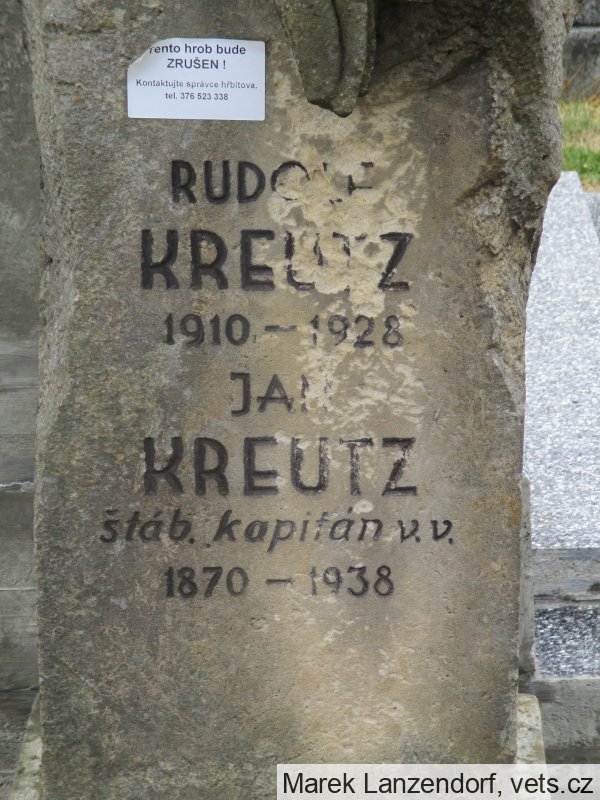 Tento hrob bude
ZRUŠEN !
Kontaktujte správce hřbitova,
tel. 376 523 338
RUDOLF
KREUTZ
1910 – 1928
JAN
KREUTZ
štáb. kapitán v. v.
1870 – 1938
Marek Lanzendorf, vets.cz